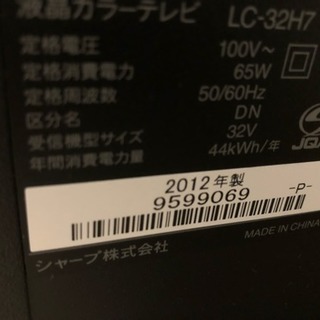 液晶カラーテレビ LC-32H7
定格電圧 100V~
定格消費電力 65W
定格周波数 50/60Hz
区分名 DN
受信機型サイズ 32V
年間消費電力量 44kWh/年
JQA
2012年製
9599069 -P-
シャープ株式会社 MADE IN CHINA